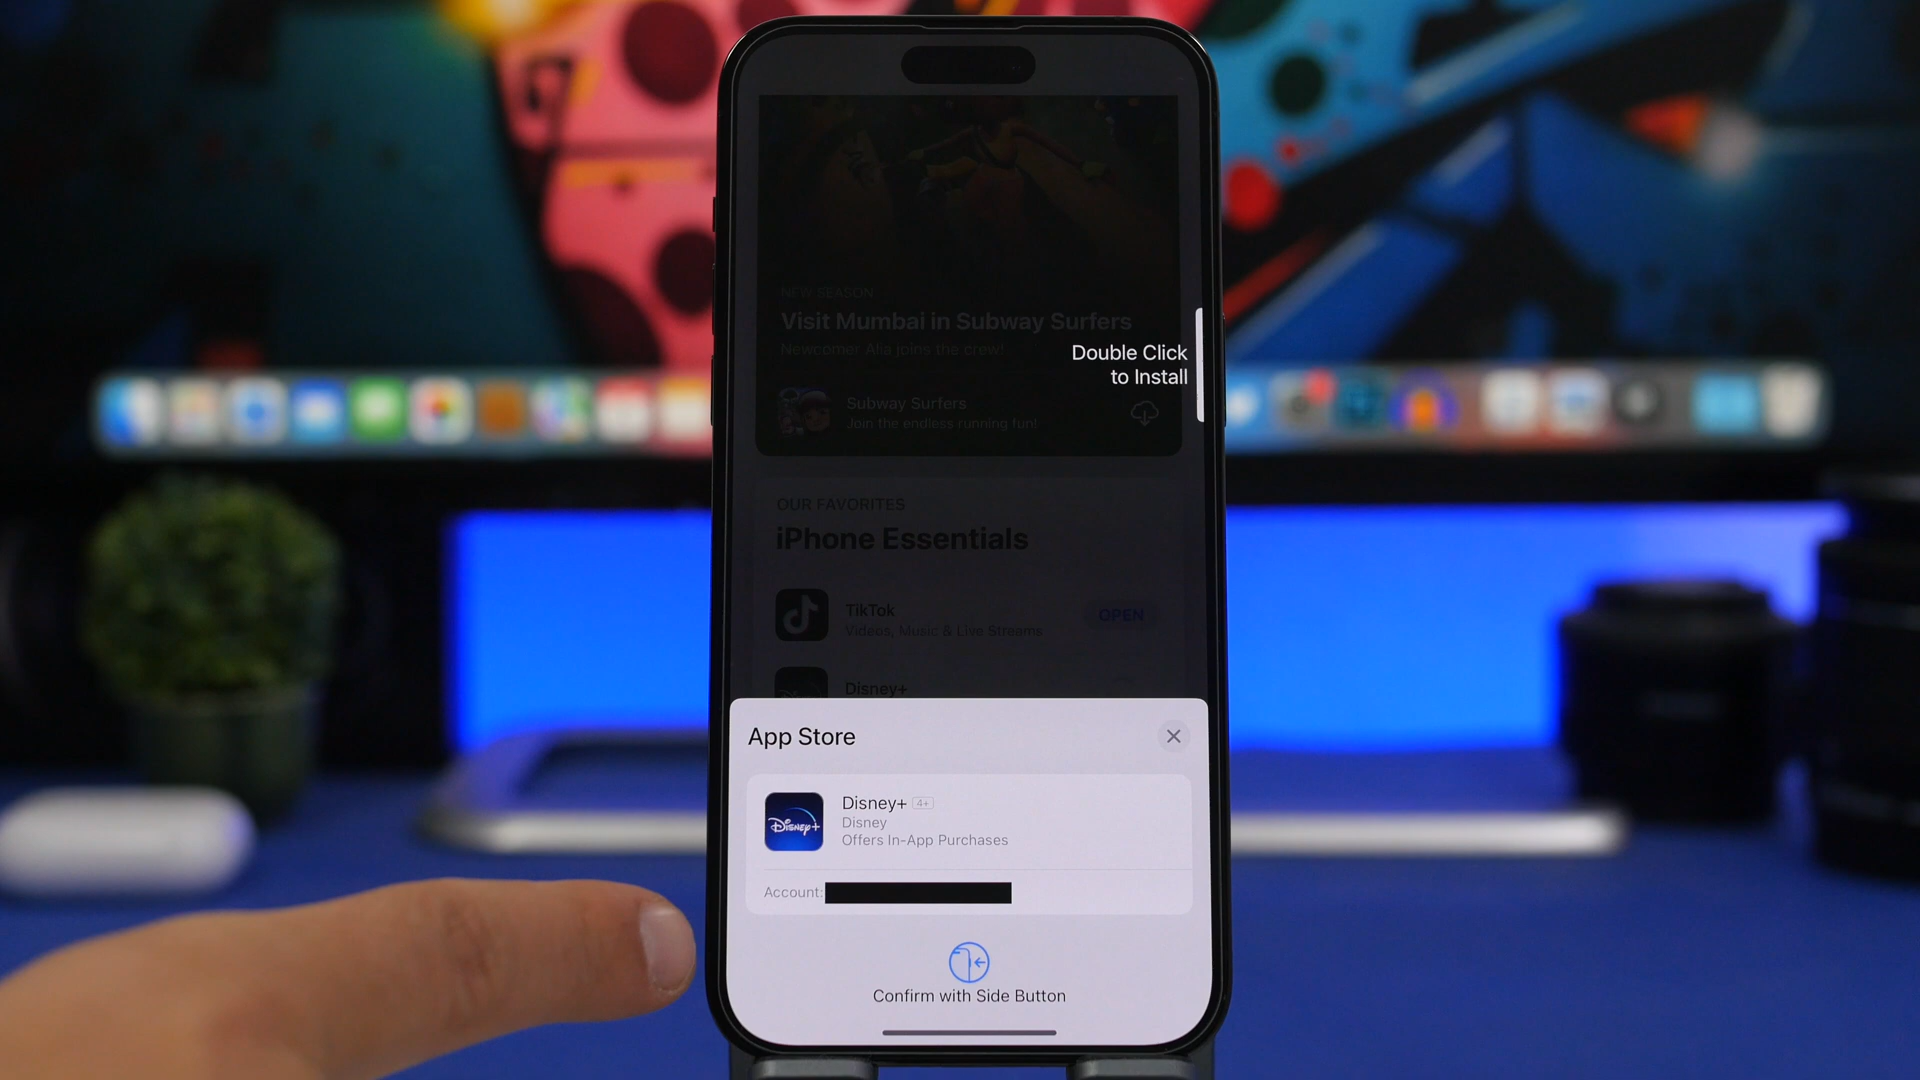 NEW SEASON
Visit Mumbai in Subway Surfers
Newcomer Alia joins the crew!
Double Click
to Install
Subway Surfers
Join the endless running fun!
OUR FAVORITES
iPhone Essentials
TikTok
Videos, Music & Live Streams
OPEN
Disney+
App Store
Disney+
Disney+ 4+
Disney
Offers In-App Purchases
Account:
Confirm with Side Button